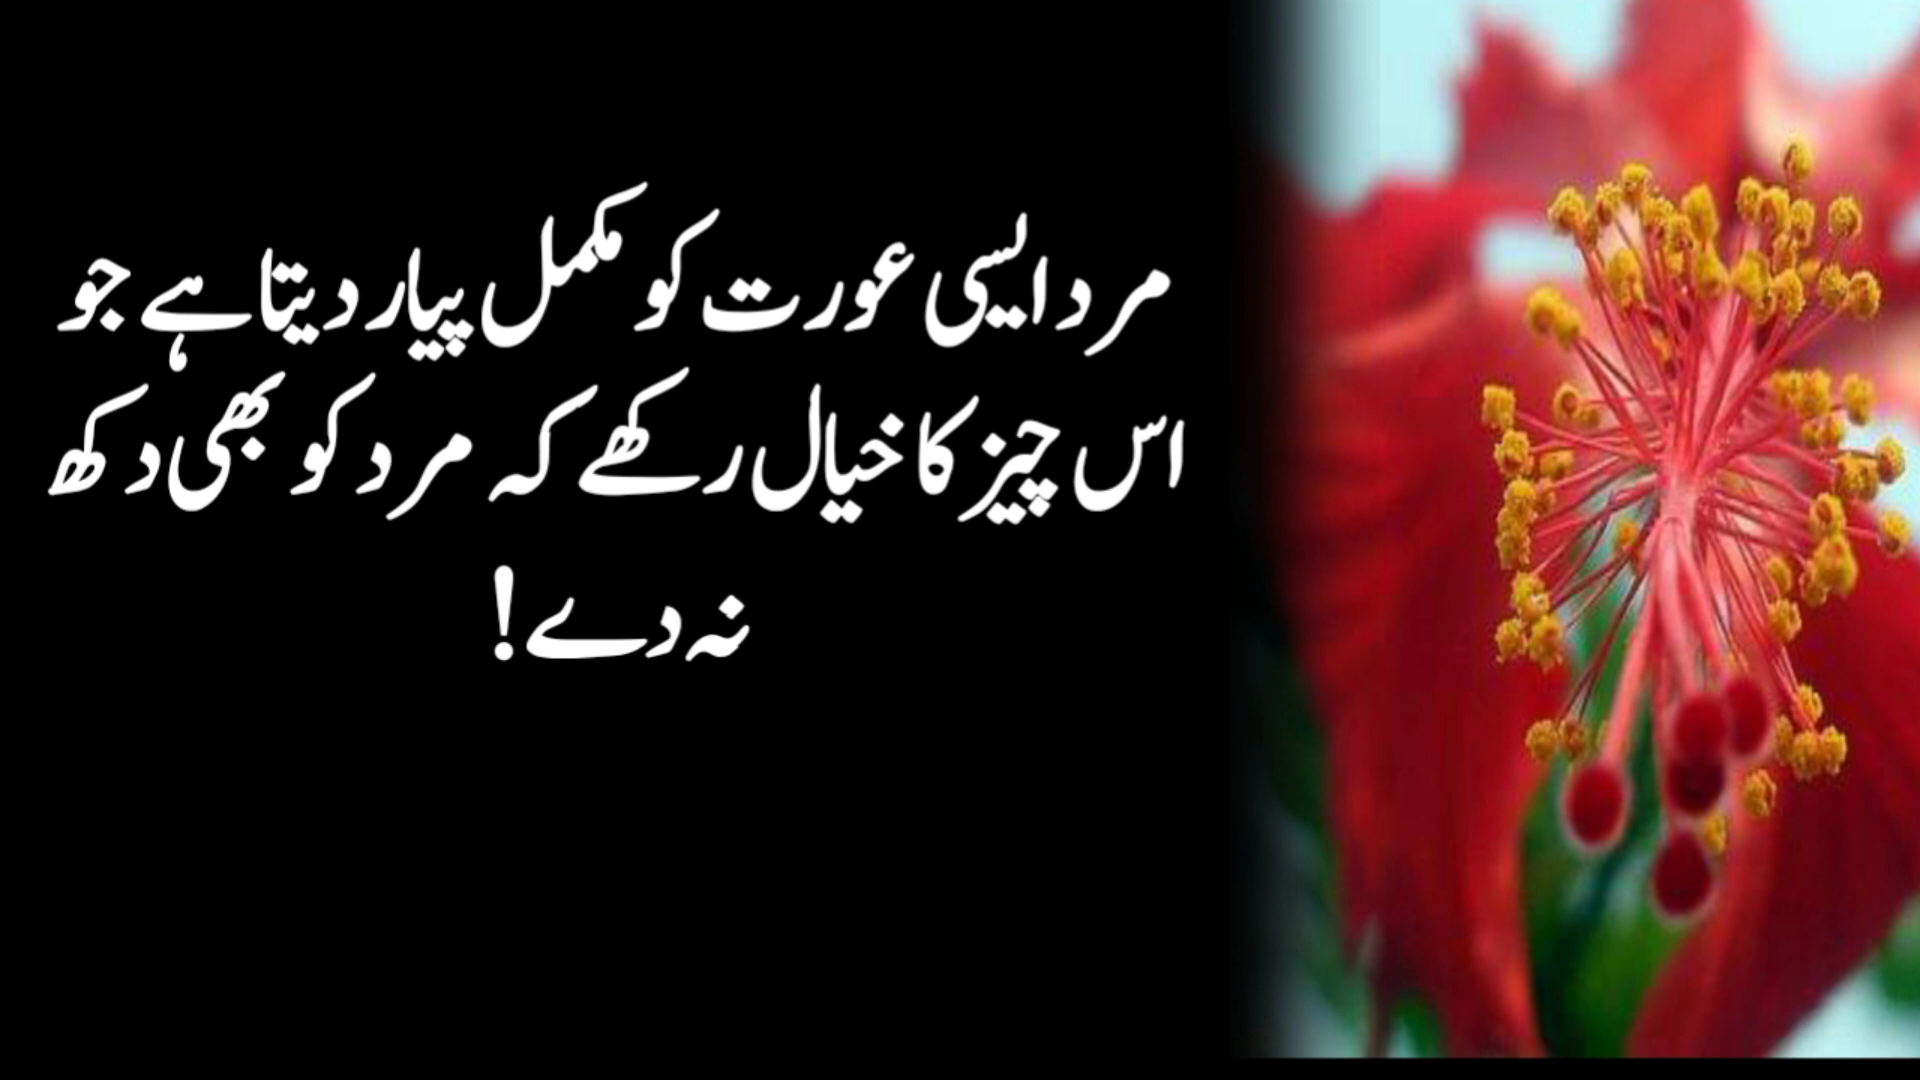 مرد ایسی عورت کو مکمل پیار دیتا ہے جو
اس چیز کا خیال رکھے کہ مرد کو بھی دکھ
نہ دے!